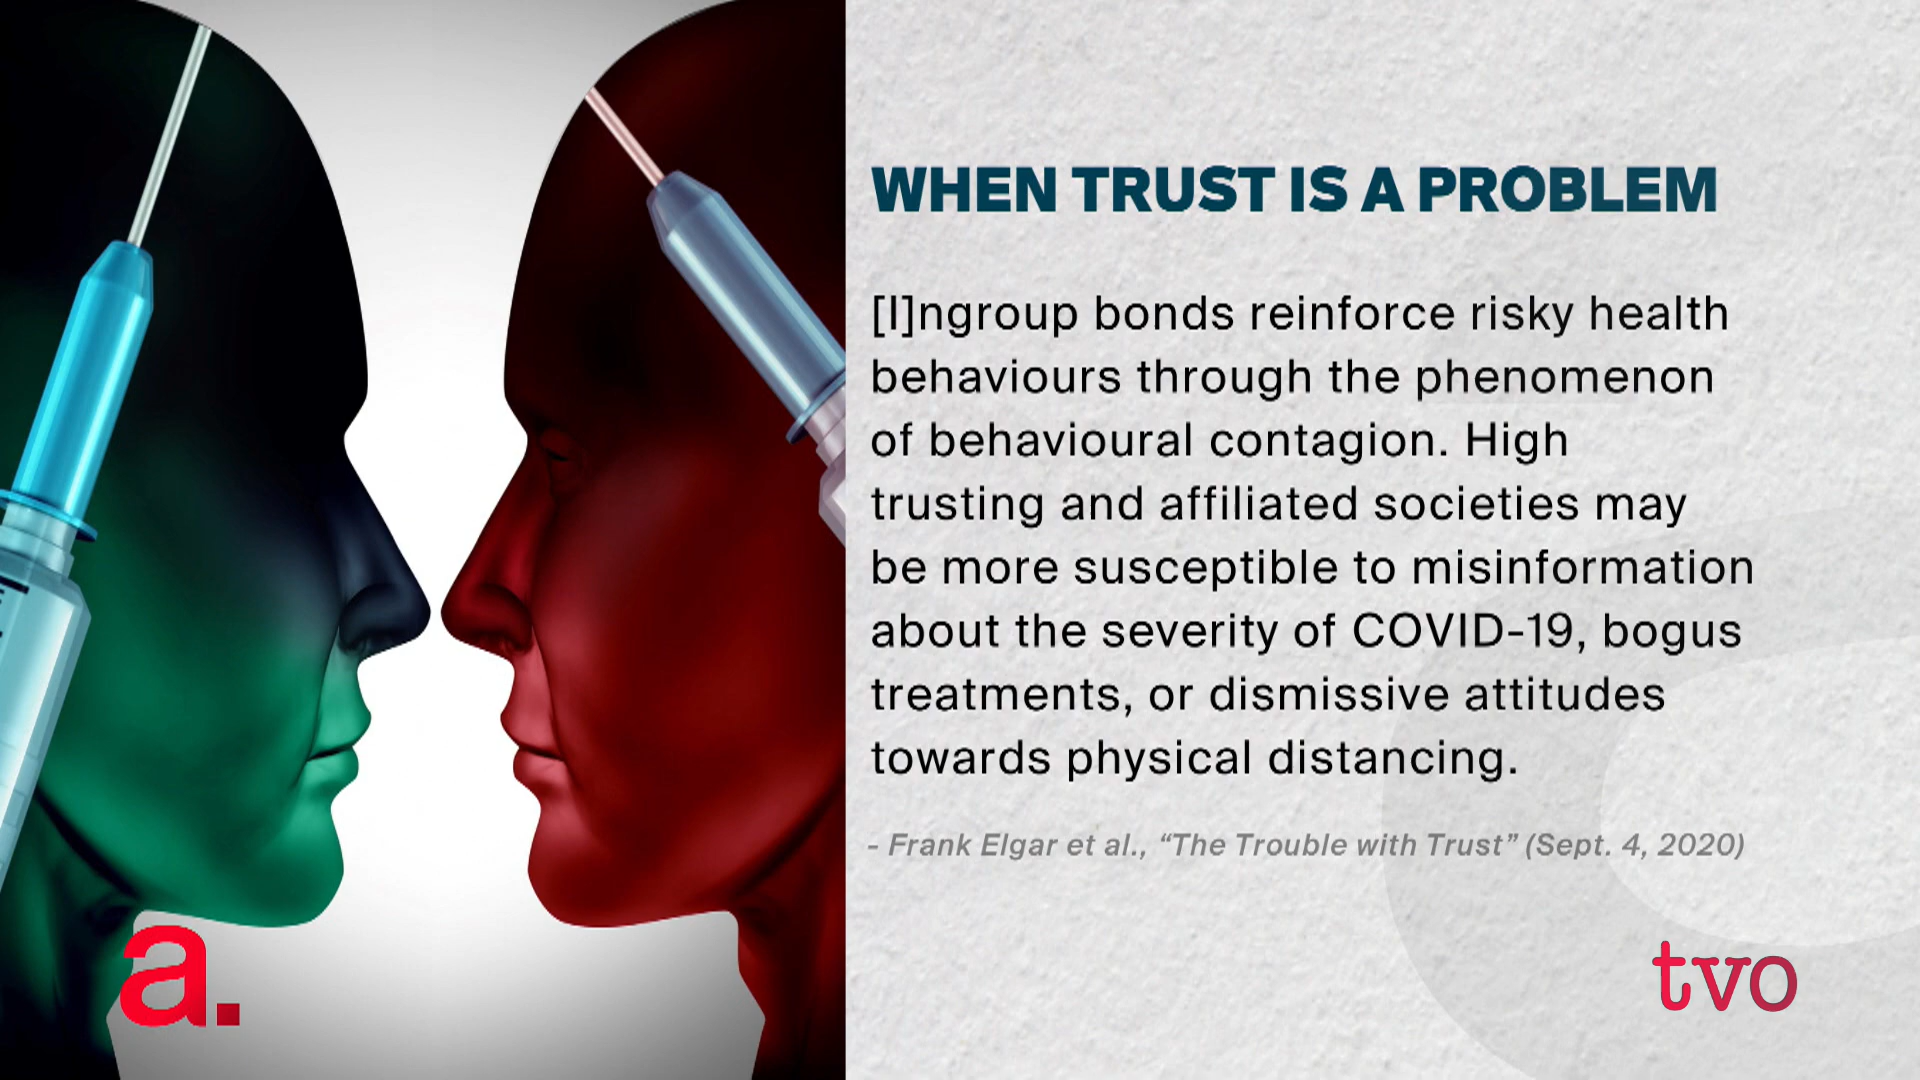 WHEN TRUST IS A PROBLEM
[I]ngroup bonds reinforce risky health
behaviours through the phenomenon
of behavioural contagion. High
trusting and affiliated societies may
be more susceptible to misinformation
about the severity of COVID-19, bogus
treatments, or dismissive attitudes
towards physical distancing.
- Frank Elgar et al., “The Trouble with Trust” (Sept. 4, 2020)
a.
tvo